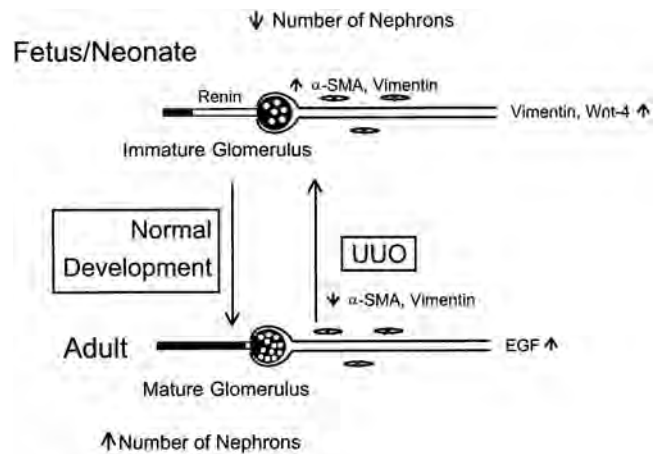 ↓ Number of Nephrons
Fetus/Neonate
↑ α-SMA, Vimentin
Renin
Vimentin, Wnt-4 ↑
Immature Glomerulus
Normal
Development
UUO
↓ α-SMA, Vimentin
Adult
EGF ↑
Mature Glomerulus
↑ Number of Nephrons